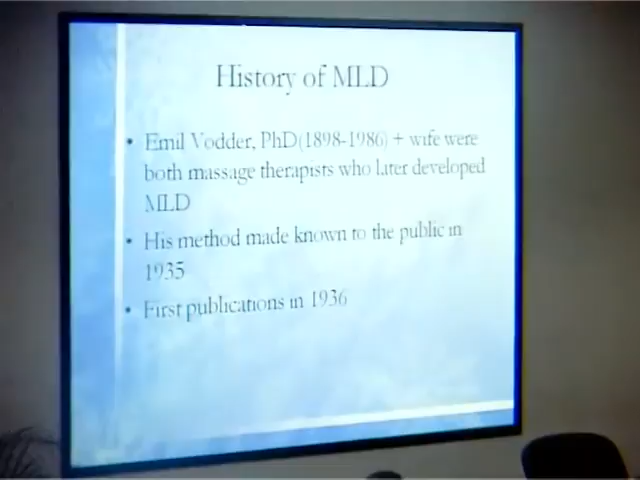 History of MLD
• Emil Vodder, PhD(1898-1986) + wife were
both massage therapists who later developed
MLD
• His method made known to the public in
1935
• First publications in 1936